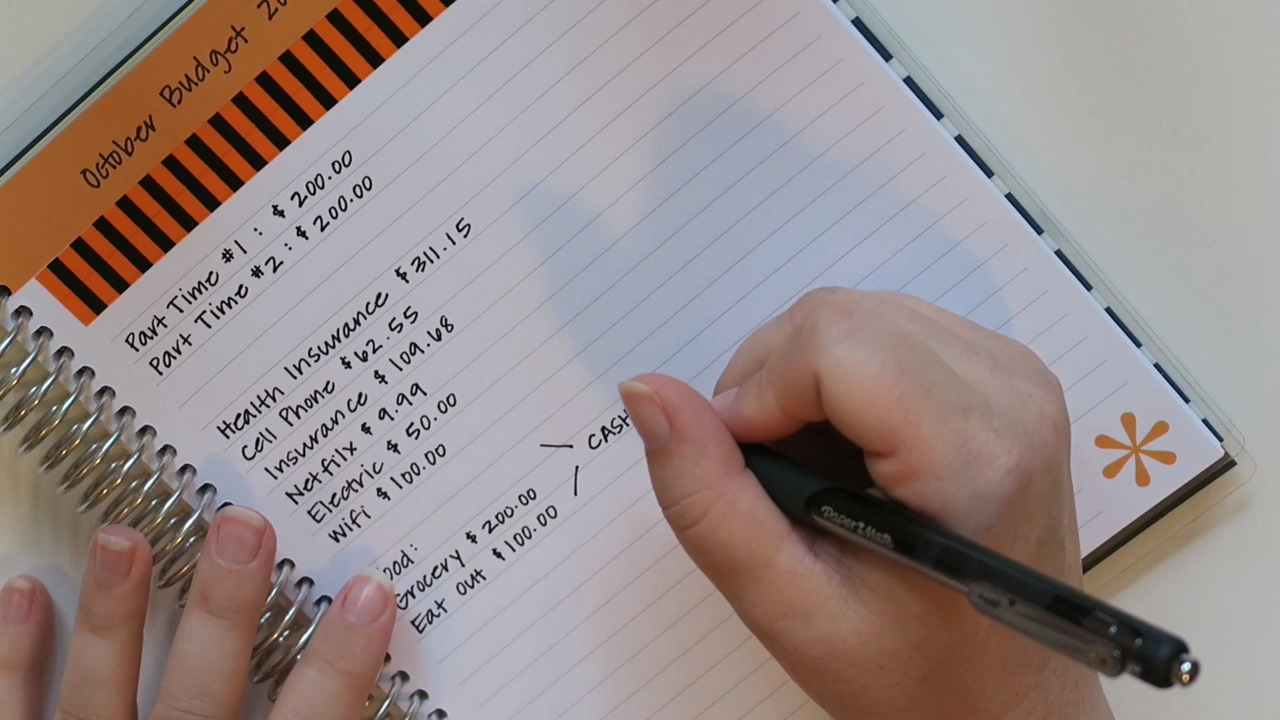 October Budget 20
Part Time #1 : $ 200.00
Part Time #2 : $ 200.00
Health Insurance $311.15
Cell Phone $62.55
Insurance $ 109.68
Netfilx $ 9.99
Electric $ 50.00
Wifi $100.00
ood:
Grocery $ 200.00
Eat out $100.00
CASH
PaperMate